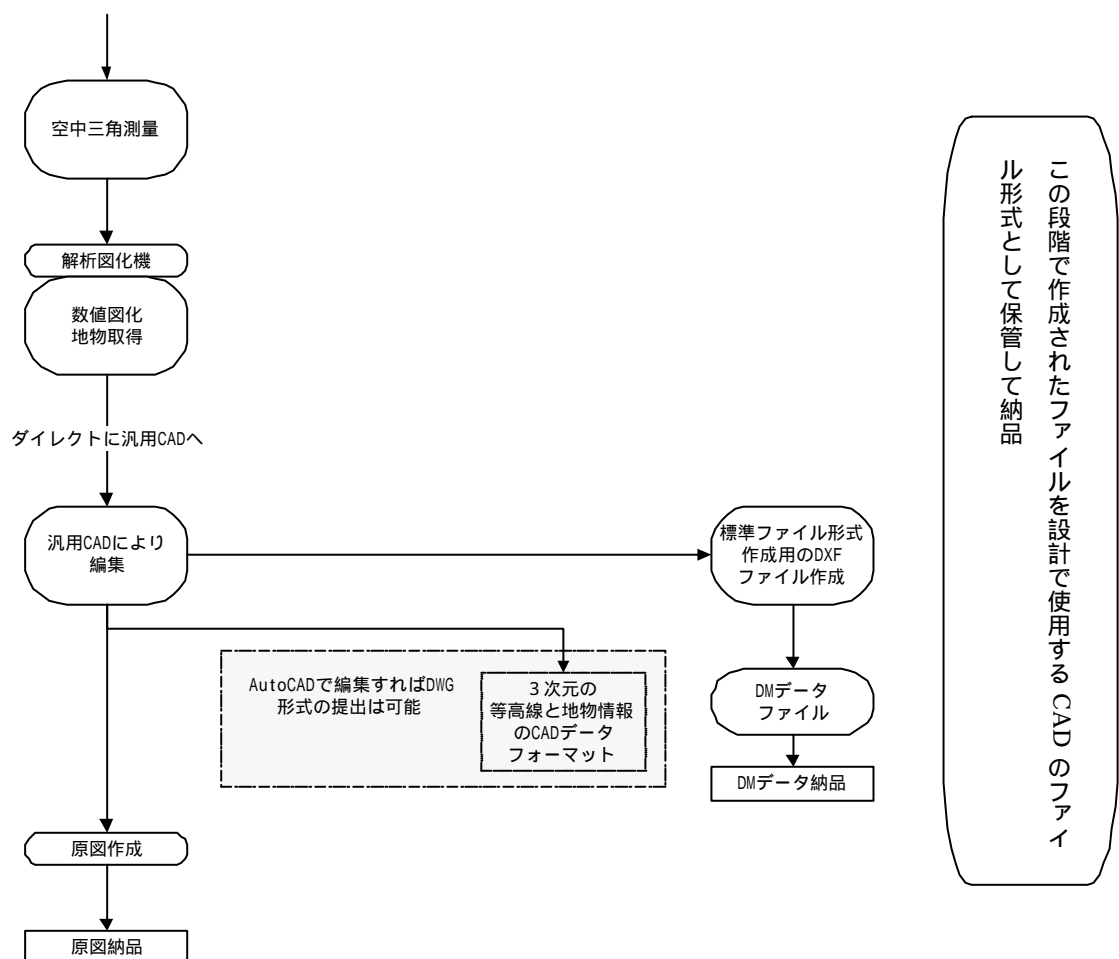 空中三角測量
解析図化機
数値図化
地物取得
ダイレクトに汎用CADへ
汎用CADにより
編集
標準ファイル形式
作成用のDXF
ファイル作成
AutoCADで編集すればDWG
形式の提出は可能
3次元の
等高線と地物情報
のCADデータ
フォーマット
DMデータ
ファイル
DMデータ納品
原図作成
原図納品
この段階で作成されたファイルを設計で使用する CAD のファイ
ル形式として保管して納品